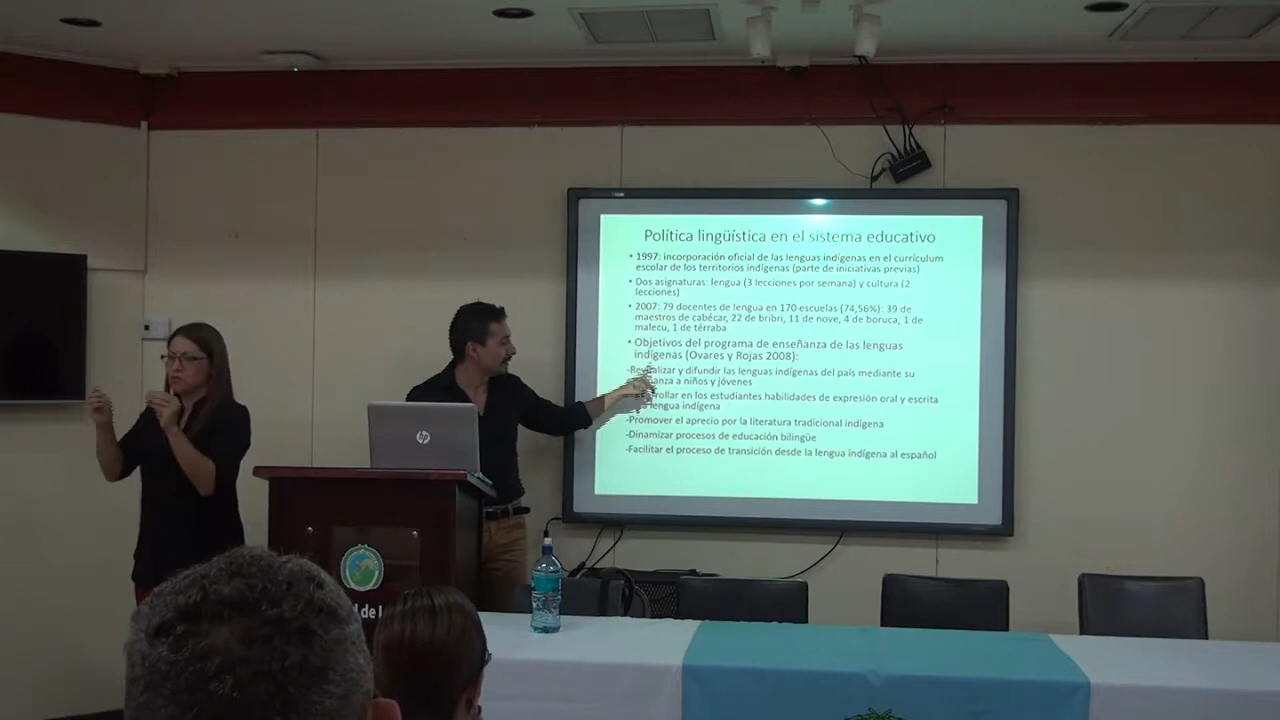 Política lingüística en el sistema educativo
• 1997: incorporación oficial de las lenguas indígenas en el currículum
escolar de los territorios indígenas (parte de iniciativas previas)
• Dos asignaturas: lengua (3 lecciones por semana) y cultura (2
lecciones)
• 2007: 79 docentes de lengua en 170 escuelas (74,56%): 39 de
maestros de cabécar, 22 de bribri, 11 de nove, 4 de boruca, 1 de
malecu, 1 de térraba
• Objetivos del programa de enseñanza de las lenguas
indígenas (Ovares y Rojas 2008):
-Revitalizar y difundir las lenguas indígenas del país mediante su
a niños y jóvenes
en los estudiantes habilidades de expresión oral y escrita
lengua indígena
-Promover el aprecio por la literatura tradicional indígena
-Dinamizar procesos de educación bilingüe
-Facilitar el proceso de transición desde la lengua indígena al español
hp